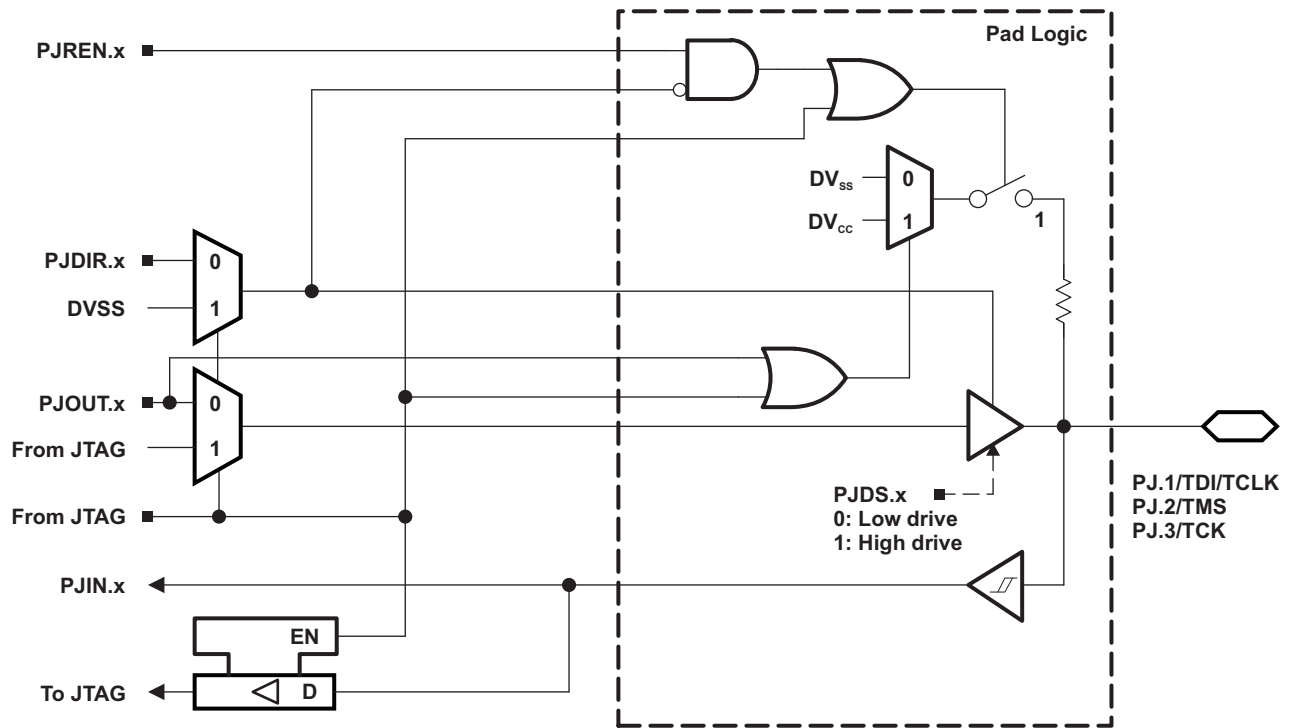 Pad Logic
PJREN.x
DVss
0
DVcc
1
1
PJDIR.x
0
DVSS
1
PJOUT.x
0
From JTAG
1
From JTAG
PJDS.x
0: Low drive
1: High drive
PJ.1/TDI/TCLK
PJ.2/TMS
PJ.3/TCK
PJIN.x
EN
To JTAG
D